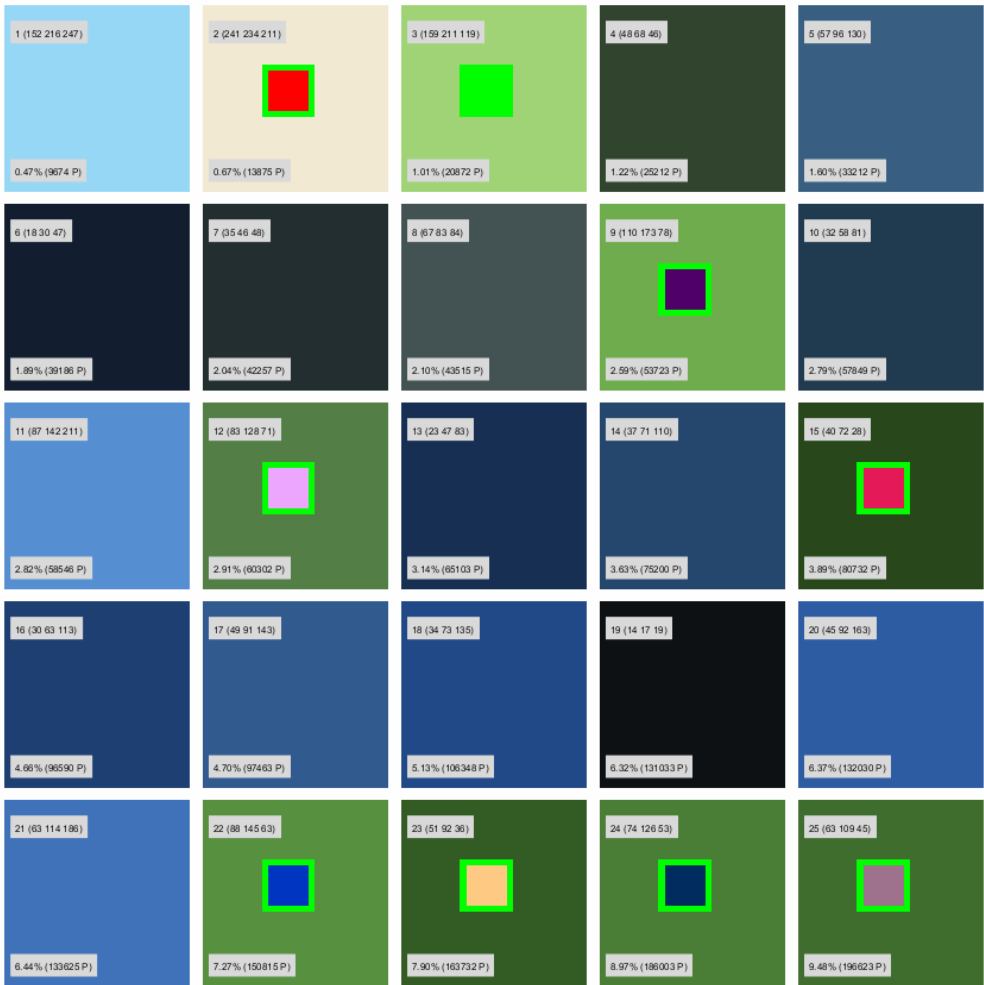 1 (152 216 247)
2 (241 234 211)
3 (159 211 119)
4 (48 68 46)
5 (57 96 130)
0.47% (9674 P)
0.67% (13875 P)
1.01% (20872 P)
1.22% (25212 P)
1.60% (33212 P)
6 (18 30 47)
7 (35 46 48)
8 (67 83 84)
9 (110 173 78)
10 (32 58 81)
1.89% (39186 P)
2.04% (42257 P)
2.10% (43515 P)
2.59% (53723 P)
2.79% (57849 P)
11 (87 142 211)
12 (83 128 71)
13 (23 47 83)
14 (37 71 110)
15 (40 72 28)
2.82% (58546 P)
2.91% (60302 P)
3.14% (65103 P)
3.63% (75200 P)
3.89% (80732 P)
16 (30 63 113)
17 (49 91 143)
18 (34 73 135)
19 (14 17 19)
20 (45 92 163)
4.66% (96590 P)
4.70% (97463 P)
5.13% (106348 P)
6.32% (131033 P)
6.37% (132030 P)
21 (63 114 186)
22 (88 145 63)
23 (51 92 36)
24 (74 126 53)
25 (63 109 45)
6.44% (133625 P)
7.27% (150815 P)
7.90% (163732 P)
8.97% (186003 P)
9.48% (196623 P)